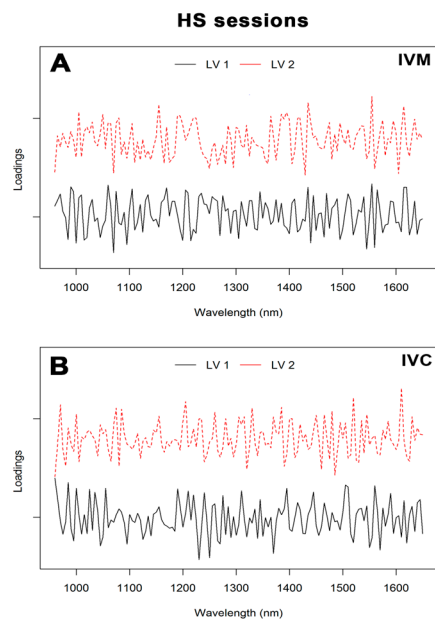 HS sessions
A
LV 1 LV 2
IVM
Loadings
1000 1100 1200 1300 1400 1500 1600
Wavelength (nm)
B
LV 1 LV 2
IVC
Loadings
1000 1100 1200 1300 1400 1500 1600
Wavelength (nm)